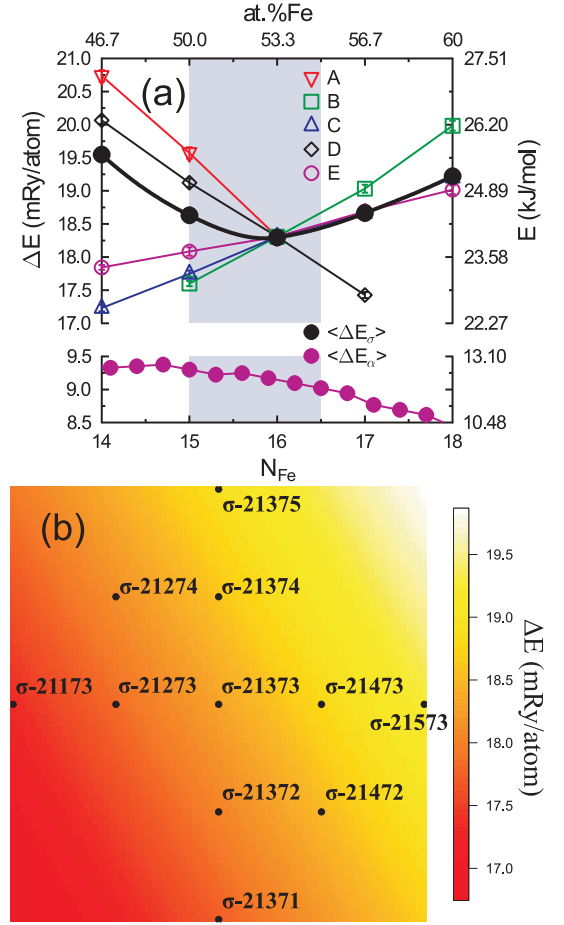 at.%Fe
46.7 50.0 53.3 56.7 60
21.0 27.51
(a)
A
20.5
B
20.0 26.20
C
19.5
D
19.0 24.89
E
18.5
18.0 23.58
17.5
17.0 22.27
ΔE (mRy/atom)
E (kJ/mol)
<ΔEσ>
<ΔEα>
9.5 13.10
9.0
8.5 10.48
14 15 16 17 18
N_Fe
(b)
σ-21375
σ-21274 σ-21374
σ-21173 σ-21273 σ-21373 σ-21473
σ-21573
σ-21372 σ-21472
σ-21371
19.5
19.0
18.5
18.0
17.5
17.0
ΔE (mRy/atom)